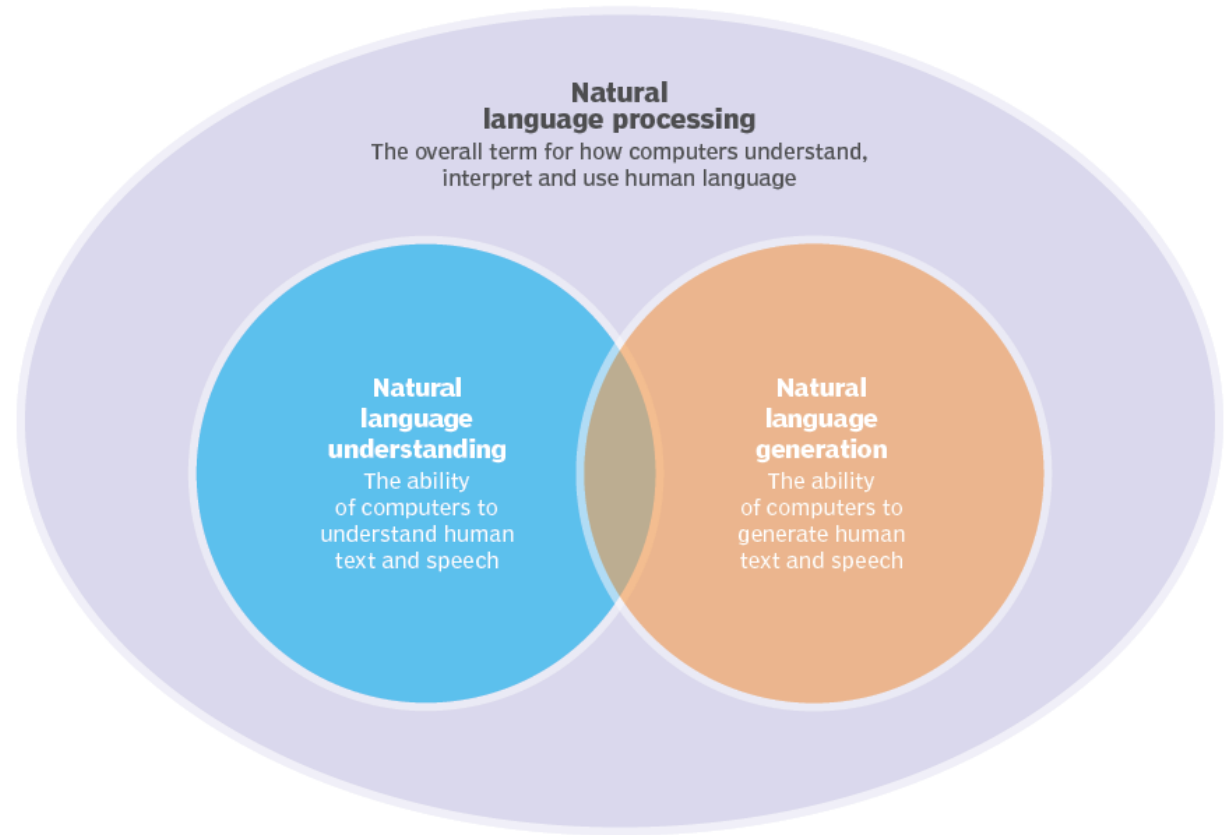 Natural
language processing
The overall term for how computers understand,
interpret and use human language
Natural
language
understanding
The ability
of computers to
understand human
text and speech
Natural
language
generation
The ability
of computers to
generate human
text and speech